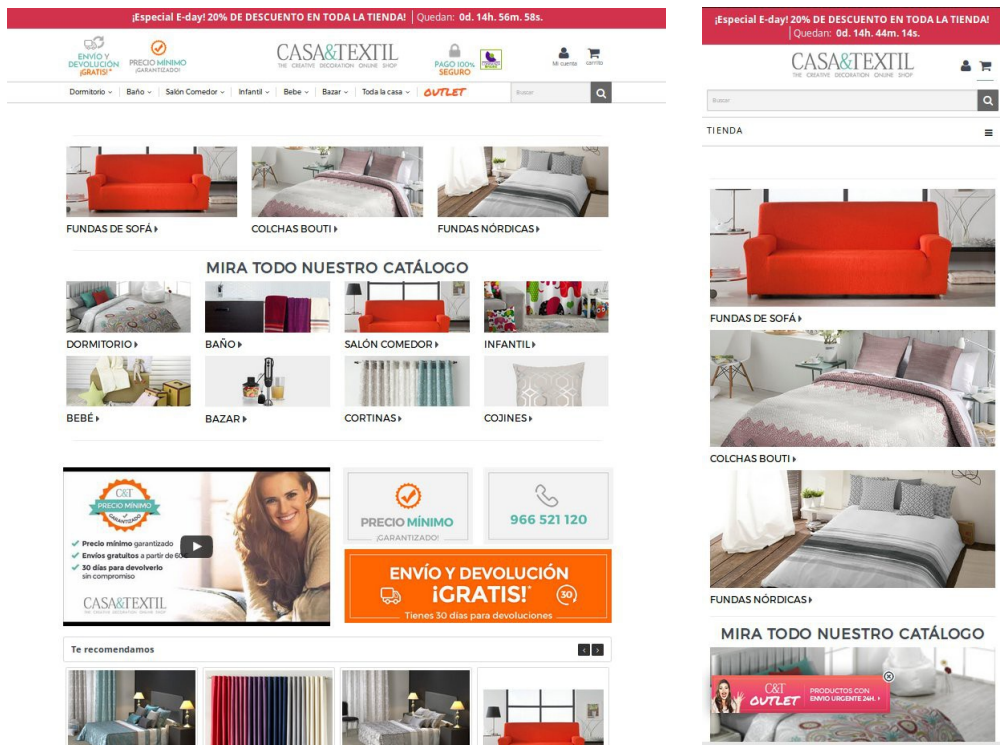 ¡Especial E-day! 20% DE DESCUENTO EN TODA LA TIENDA! | Quedan: 0d. 14h. 56m. 58s.
ENVÍO Y
DEVOLUCIÓN
¡GRATIS!*
PRECIO MÍNIMO
¡GARANTIZADO!
CASA&TEXTIL
THE CREATIVE DECORATION ONLINE SHOP
PAGO 100%
SEGURO
Mi cuenta
carrito
Dormitorio
Baño
Salón Comedor
Infantil
Bebe
Bazar
Toda la casa
OUTLET
Buscar
FUNDAS DE SOFÁ
COLCHAS BOUTI
FUNDAS NÓRDICAS
MIRA TODO NUESTRO CATÁLOGO
DORMITORIO
BAÑO
SALÓN COMEDOR
INFANTIL
BEBÉ
BAZAR
CORTINAS
COJINES
C&T
PRECIO MÍNIMO
GARANTIZADO
Precio mínimo garantizado
Envíos gratuitos a partir de 60€
30 días para devolverlo
sin compromiso
CASA&TEXTIL
THE CREATIVE DECORATION ONLINE SHOP
PRECIO MÍNIMO
¡GARANTIZADO!
966 521 120
ENVÍO Y DEVOLUCIÓN
¡GRATIS!*
30
Tienes 30 días para devoluciones
Te recomendamos
¡Especial E-day! 20% DE DESCUENTO EN TODA LA TIENDA!
| Quedan: 0d. 14h. 44m. 14s.
CASA&TEXTIL
THE CREATIVE DECORATION ONLINE SHOP
Buscar
TIENDA
FUNDAS DE SOFÁ
COLCHAS BOUTI
FUNDAS NÓRDICAS
MIRA TODO NUESTRO CATÁLOGO
C&T
OUTLET
PRODUCTOS CON
ENVIO URGENTE 24H.